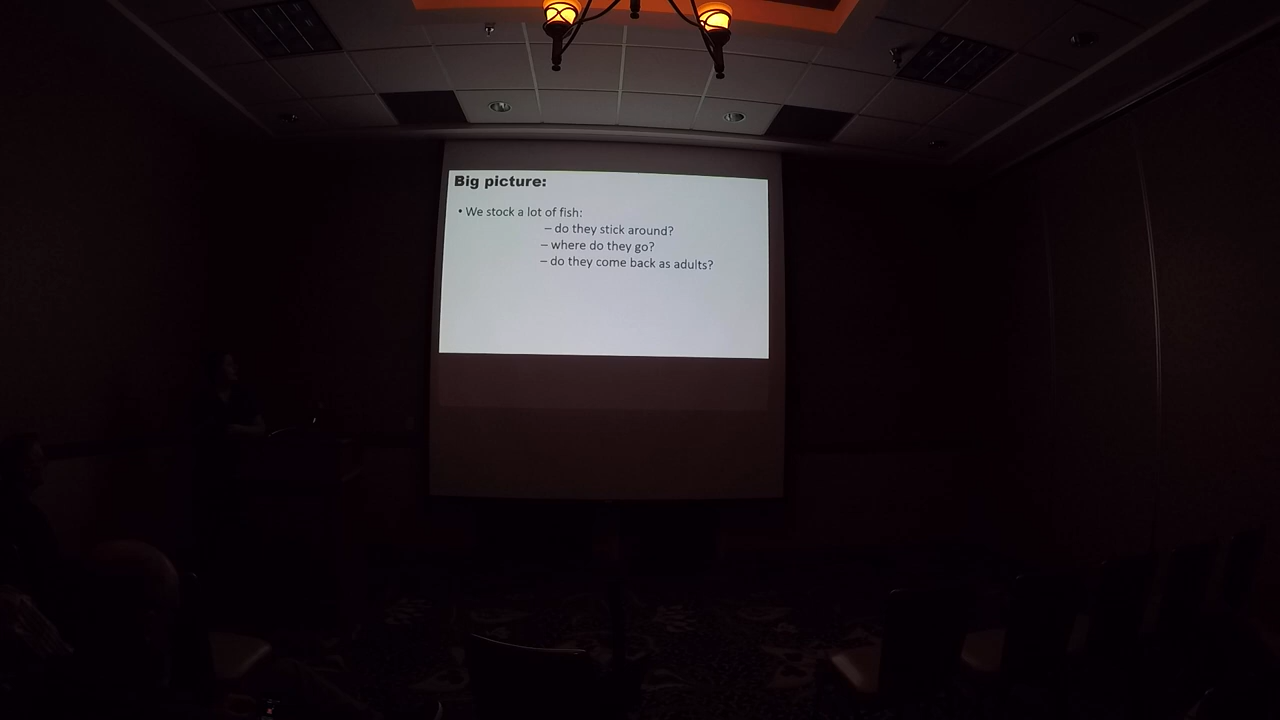 Big picture:
• We stock a lot of fish:
– do they stick around?
– where do they go?
– do they come back as adults?